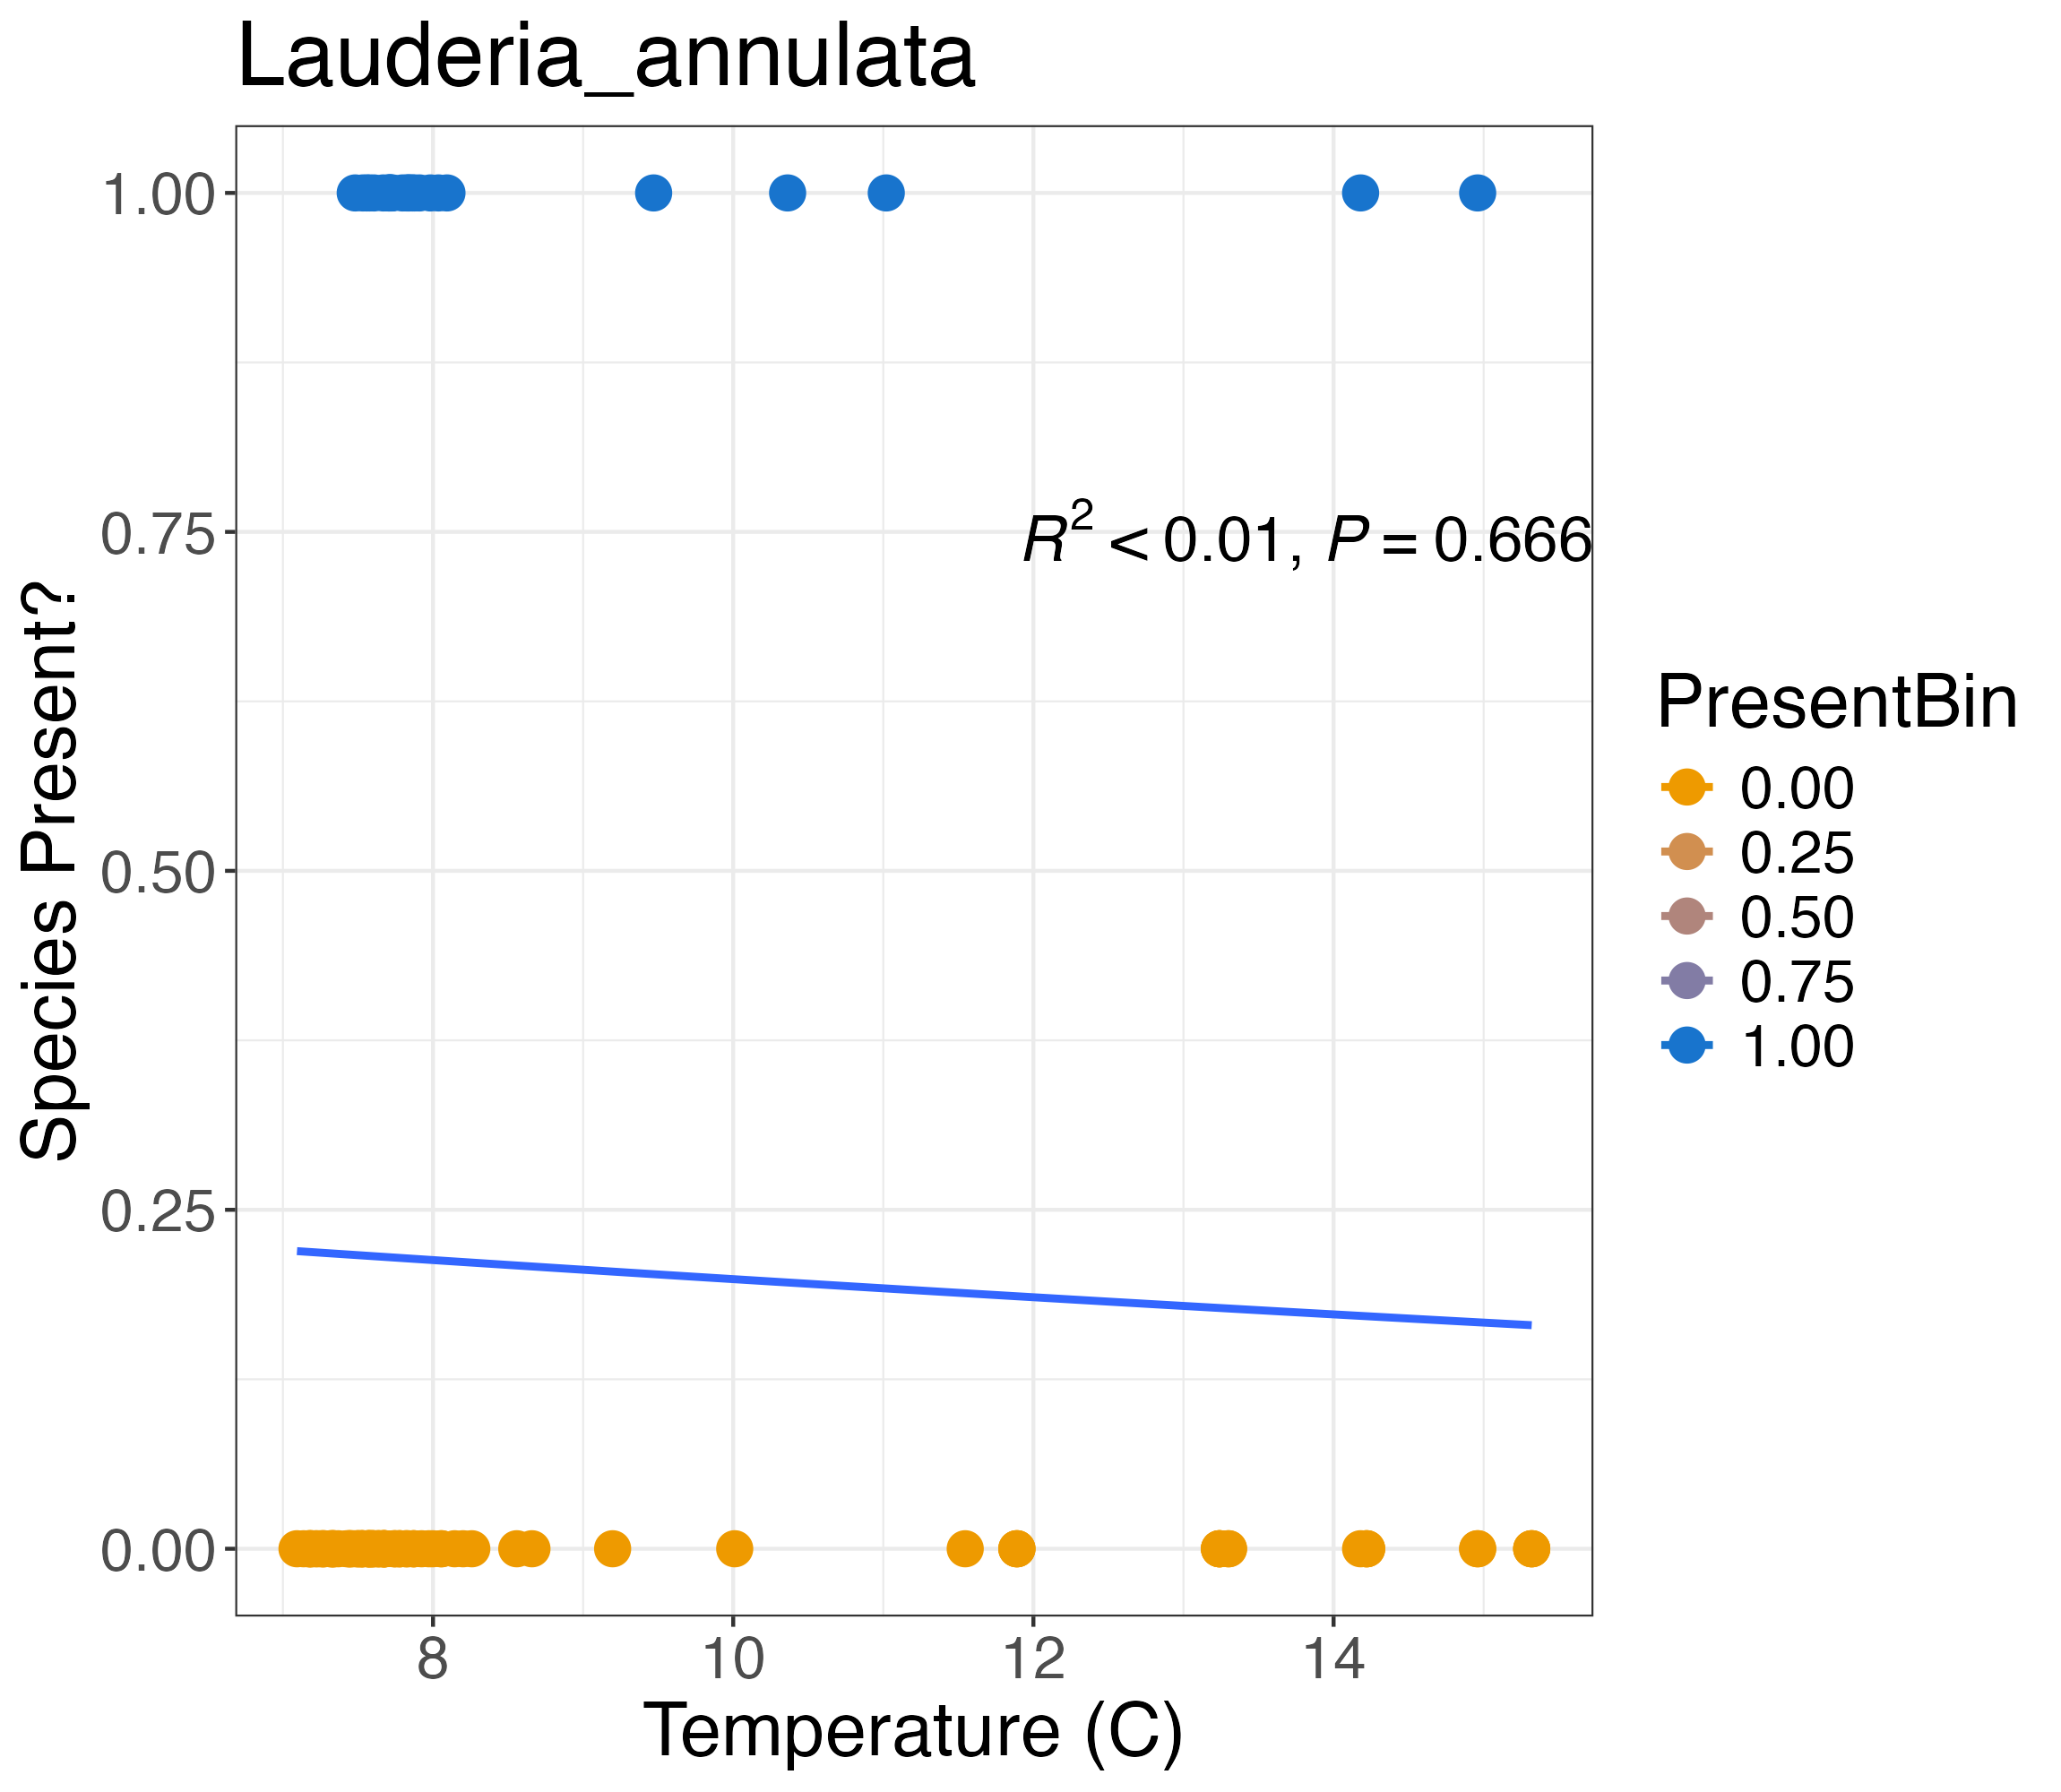 Lauderia_annulata
1.00
0.75
0.50
0.25
0.00
Species Present?
R² < 0.01, P = 0.666
8 10 12 14
Temperature (C)
PresentBin
0.00
0.25
0.50
0.75
1.00